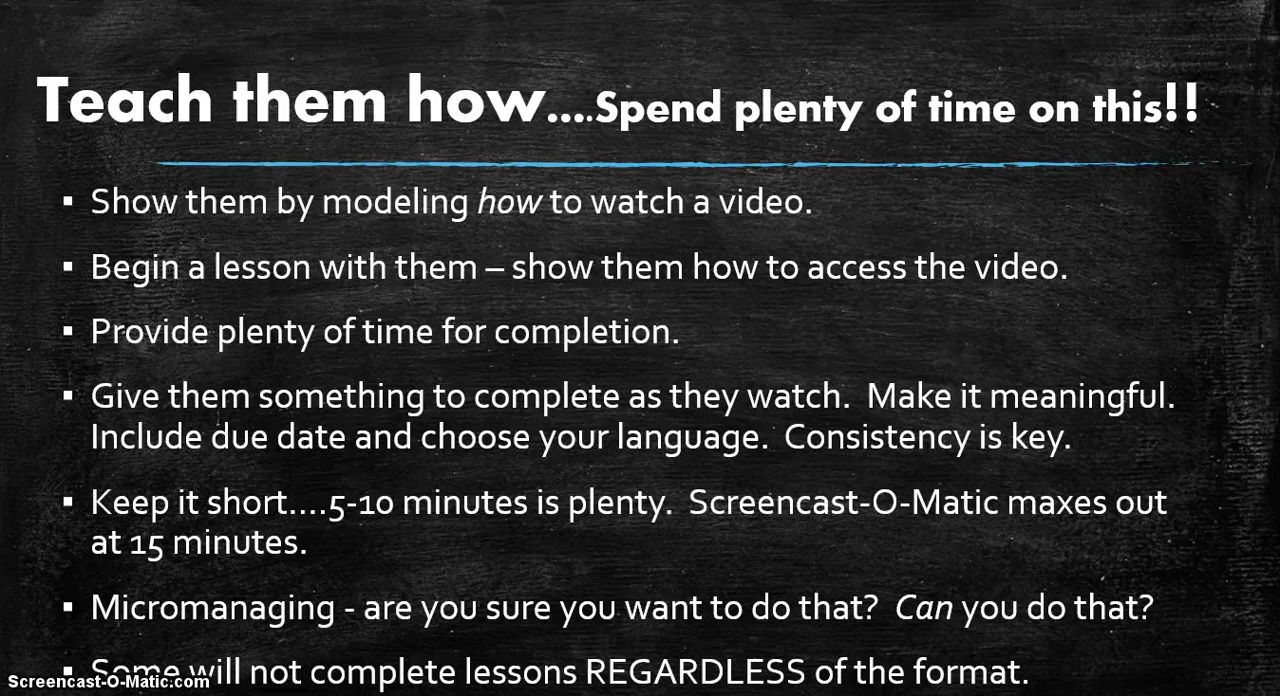 Teach them how....Spend plenty of time on this!!
▪ Show them by modeling how to watch a video.
▪ Begin a lesson with them – show them how to access the video.
▪ Provide plenty of time for completion.
▪ Give them something to complete as they watch.  Make it meaningful.
Include due date and choose your language.  Consistency is key.
▪ Keep it short....5-10 minutes is plenty.  Screencast-O-Matic maxes out
at 15 minutes.
▪ Micromanaging - are you sure you want to do that?  Can you do that?
▪ Some will not complete lessons REGARDLESS of the format.
Screencast-O-Matic.com